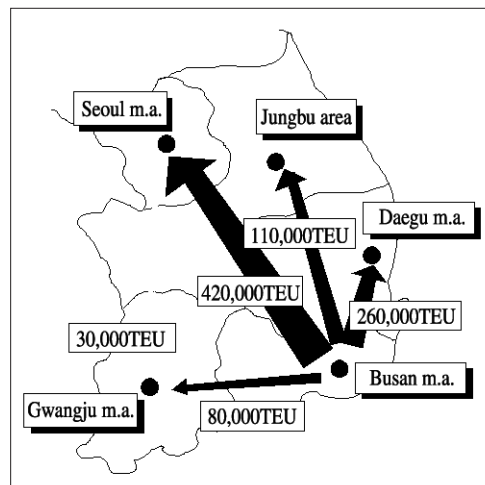 Seoul m.a.
Jungbu area
Daegu m.a.
110,000TEU
420,000TEU
260,000TEU
30,000TEU
Busan m.a.
Gwangju m.a.
80,000TEU